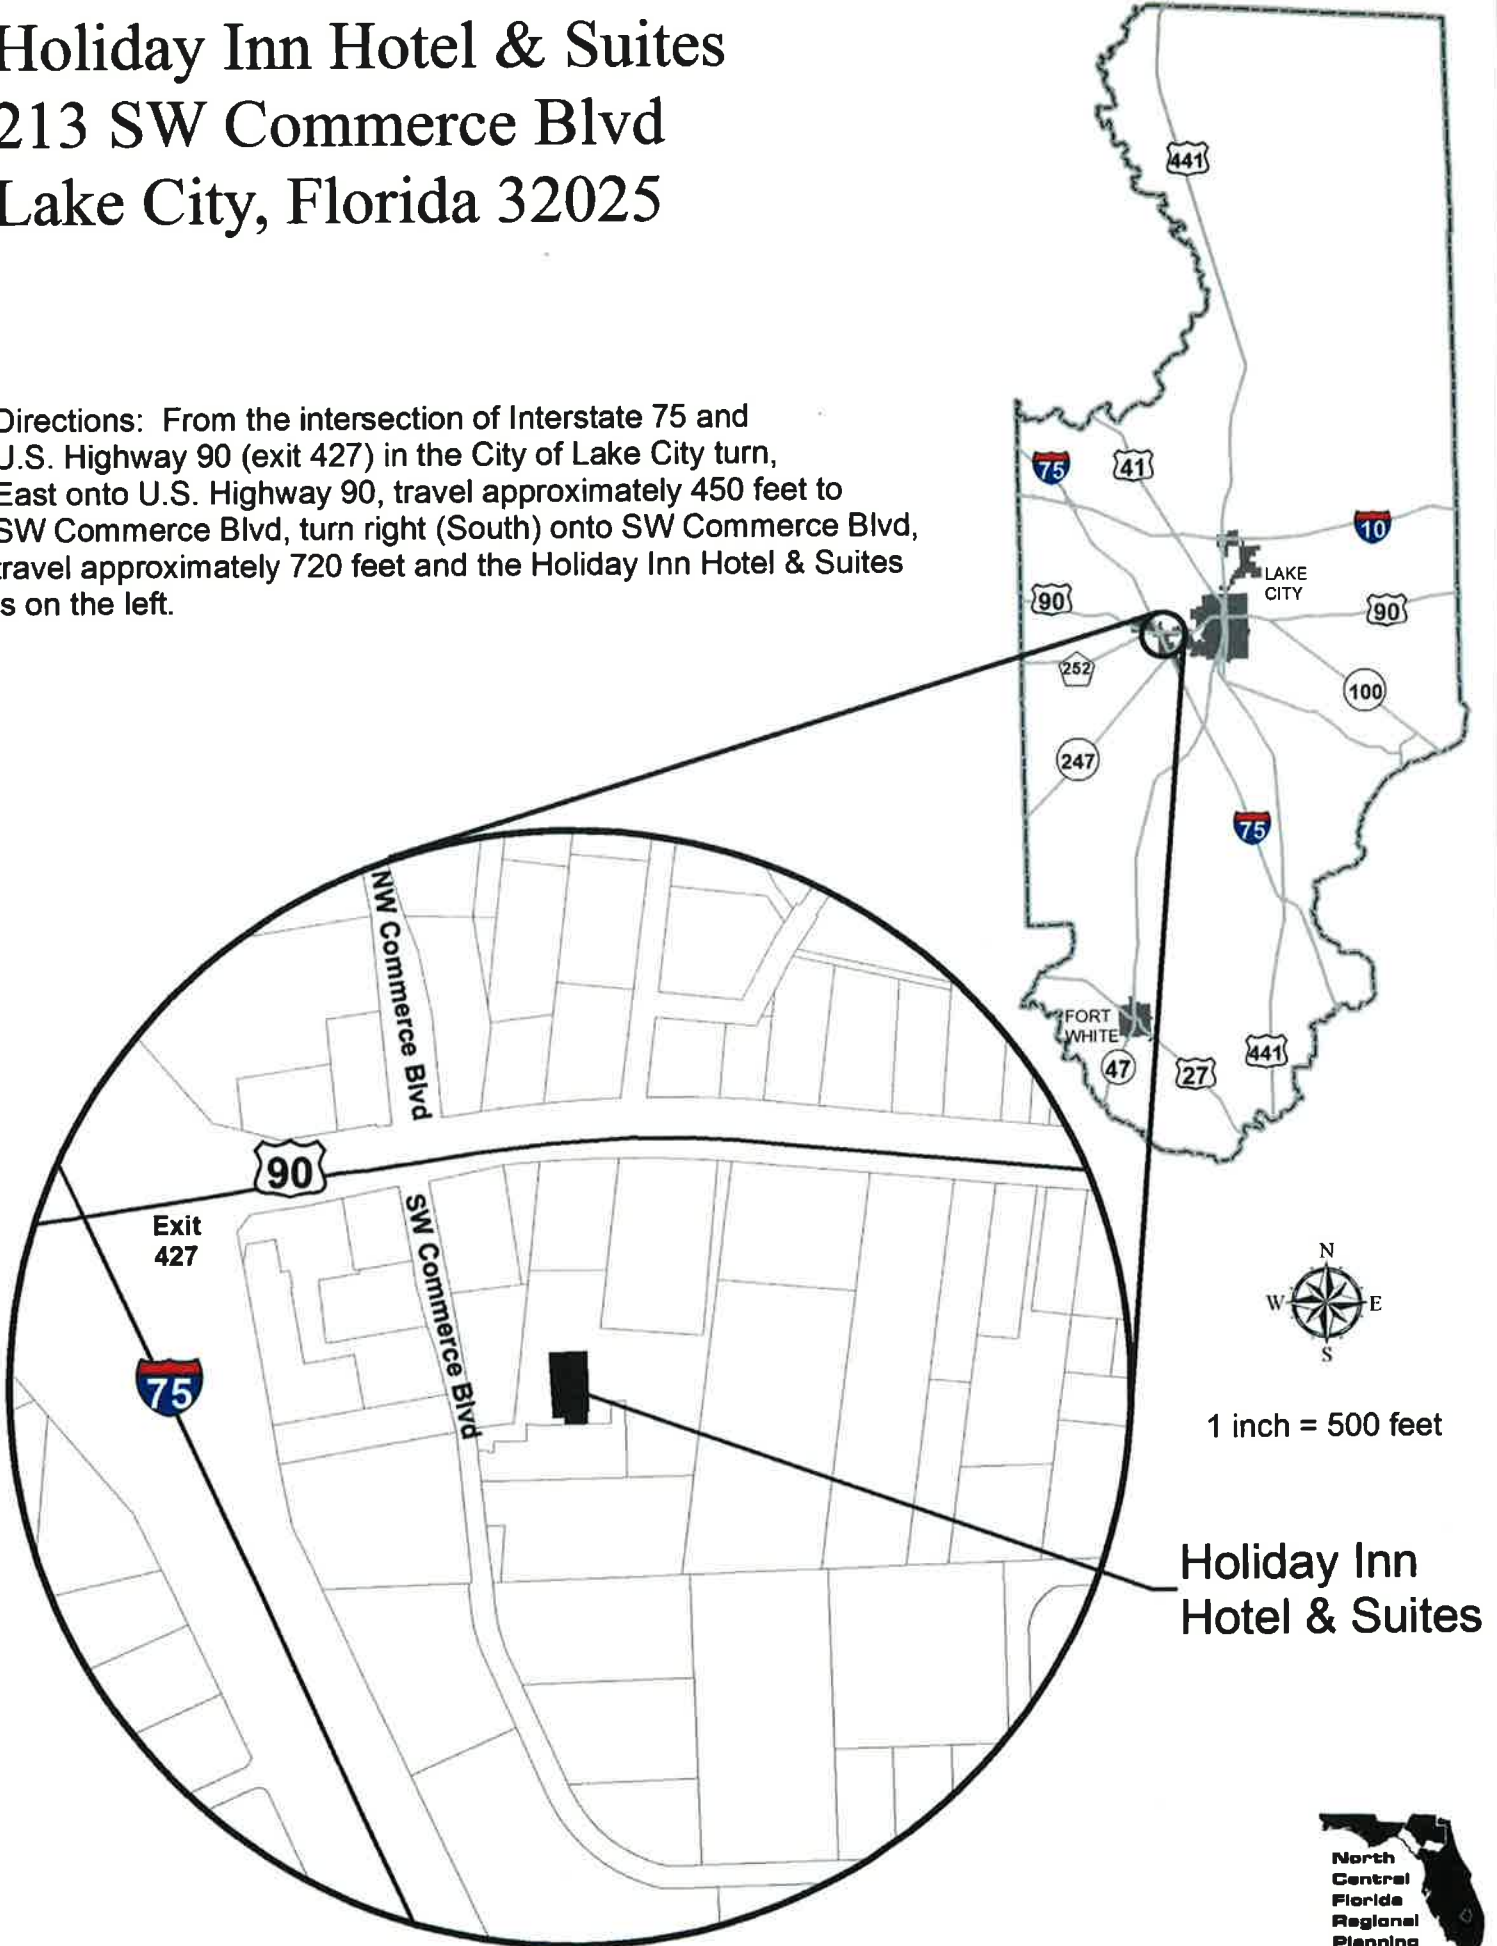 Holiday Inn Hotel & Suites
213 SW Commerce Blvd
Lake City, Florida 32025
Directions: From the intersection of Interstate 75 and
U.S. Highway 90 (exit 427) in the City of Lake City turn,
East onto U.S. Highway 90, travel approximately 450 feet to
SW Commerce Blvd, turn right (South) onto SW Commerce Blvd,
travel approximately 720 feet and the Holiday Inn Hotel & Suites
is on the left.
441
75
41
10
LAKE
CITY
90
90
252
100
247
75
FORT
WHITE
47
27
441
NW Commerce Blvd
90
Exit
427
SW Commerce Blvd
75
N
W E
S
1 inch = 500 feet
Holiday Inn
Hotel & Suites
North
Central
Florida
Regional
Planning